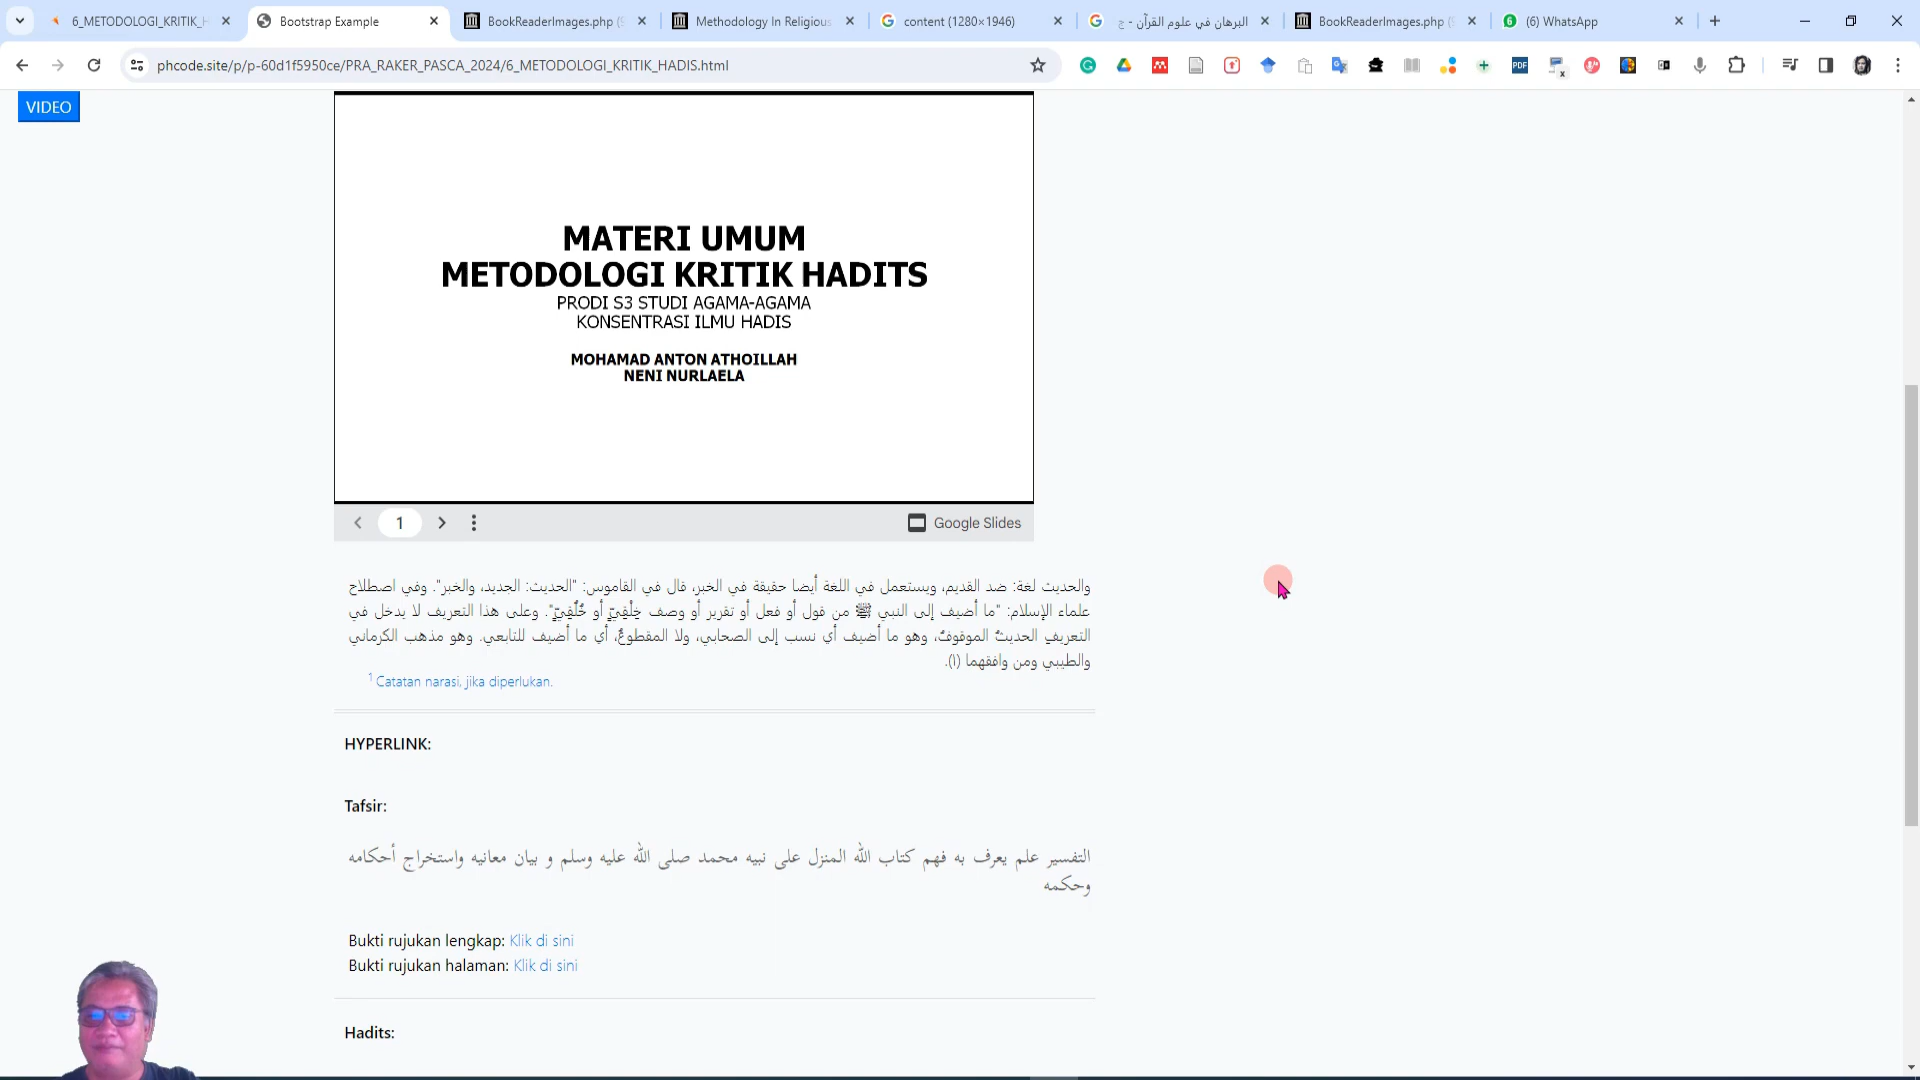 6_METODOLOGI_KRITIK_H
Bootstrap Example
BookReaderImages.php (
Methodology In Religious
content (1280×1946)
البرهان في علوم القرآن - ج
BookReaderImages.php (
6
(6) WhatsApp
phcode.site/p/p-60d1f5950ce/PRA_RAKER_PASCA_2024/6_METODOLOGI_KRITIK_HADIS.html
PDF
VIDEO
MATERI UMUM
METODOLOGI KRITIK HADITS
PRODI S3 STUDI AGAMA-AGAMA
KONSENTRASI ILMU HADIS
MOHAMAD ANTON ATHOILLAH
NENI NURLAELA
1
Google Slides
والحديث لغة: ضد القديم، ويستعمل في اللغة أيضا حقيقة في الخبر، قال في القاموس: "الحديث: الجديد، والخبر". وفي اصطلاح
علماء الإسلام: "ما أضيف إلى النبي ﷺ من قول أو فعل أو تقرير أو وصف خِلْقِيّ أو خُلُقِيّ". وعلى هذا التعريف لا يدخل في
التعريفِ الحديثُ الموقوفُ، وهو ما أضيف أي نسب إلى الصحابي، ولا المقطوعُ، أي ما أضيف للتابعي. وهو مذهب الكرماني
والطيبي ومن وافقهما (١).
1 Catatan narasi, jika diperlukan.
HYPERLINK:
Tafsir:
التفسير علم يعرف به فهم كتاب الله المنزل على نبيه محمد صلى الله عليه وسلم و بيان معانيه واستخراج أحكامه
وحكمه
Bukti rujukan lengkap: Klik di sini
Bukti rujukan halaman: Klik di sini
Hadits: